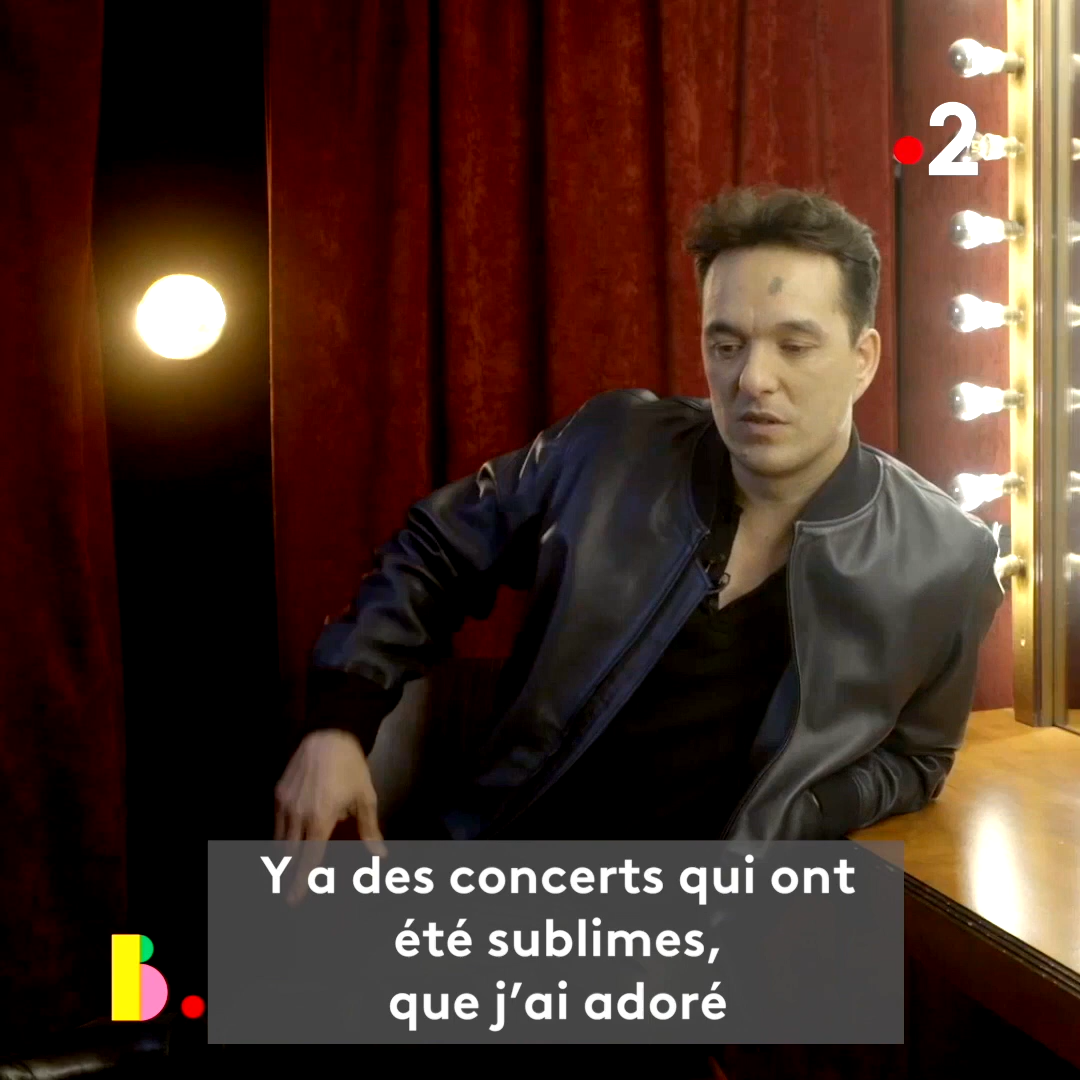 2
Y a des concerts qui ont
été sublimes,
que j’ai adoré
B.